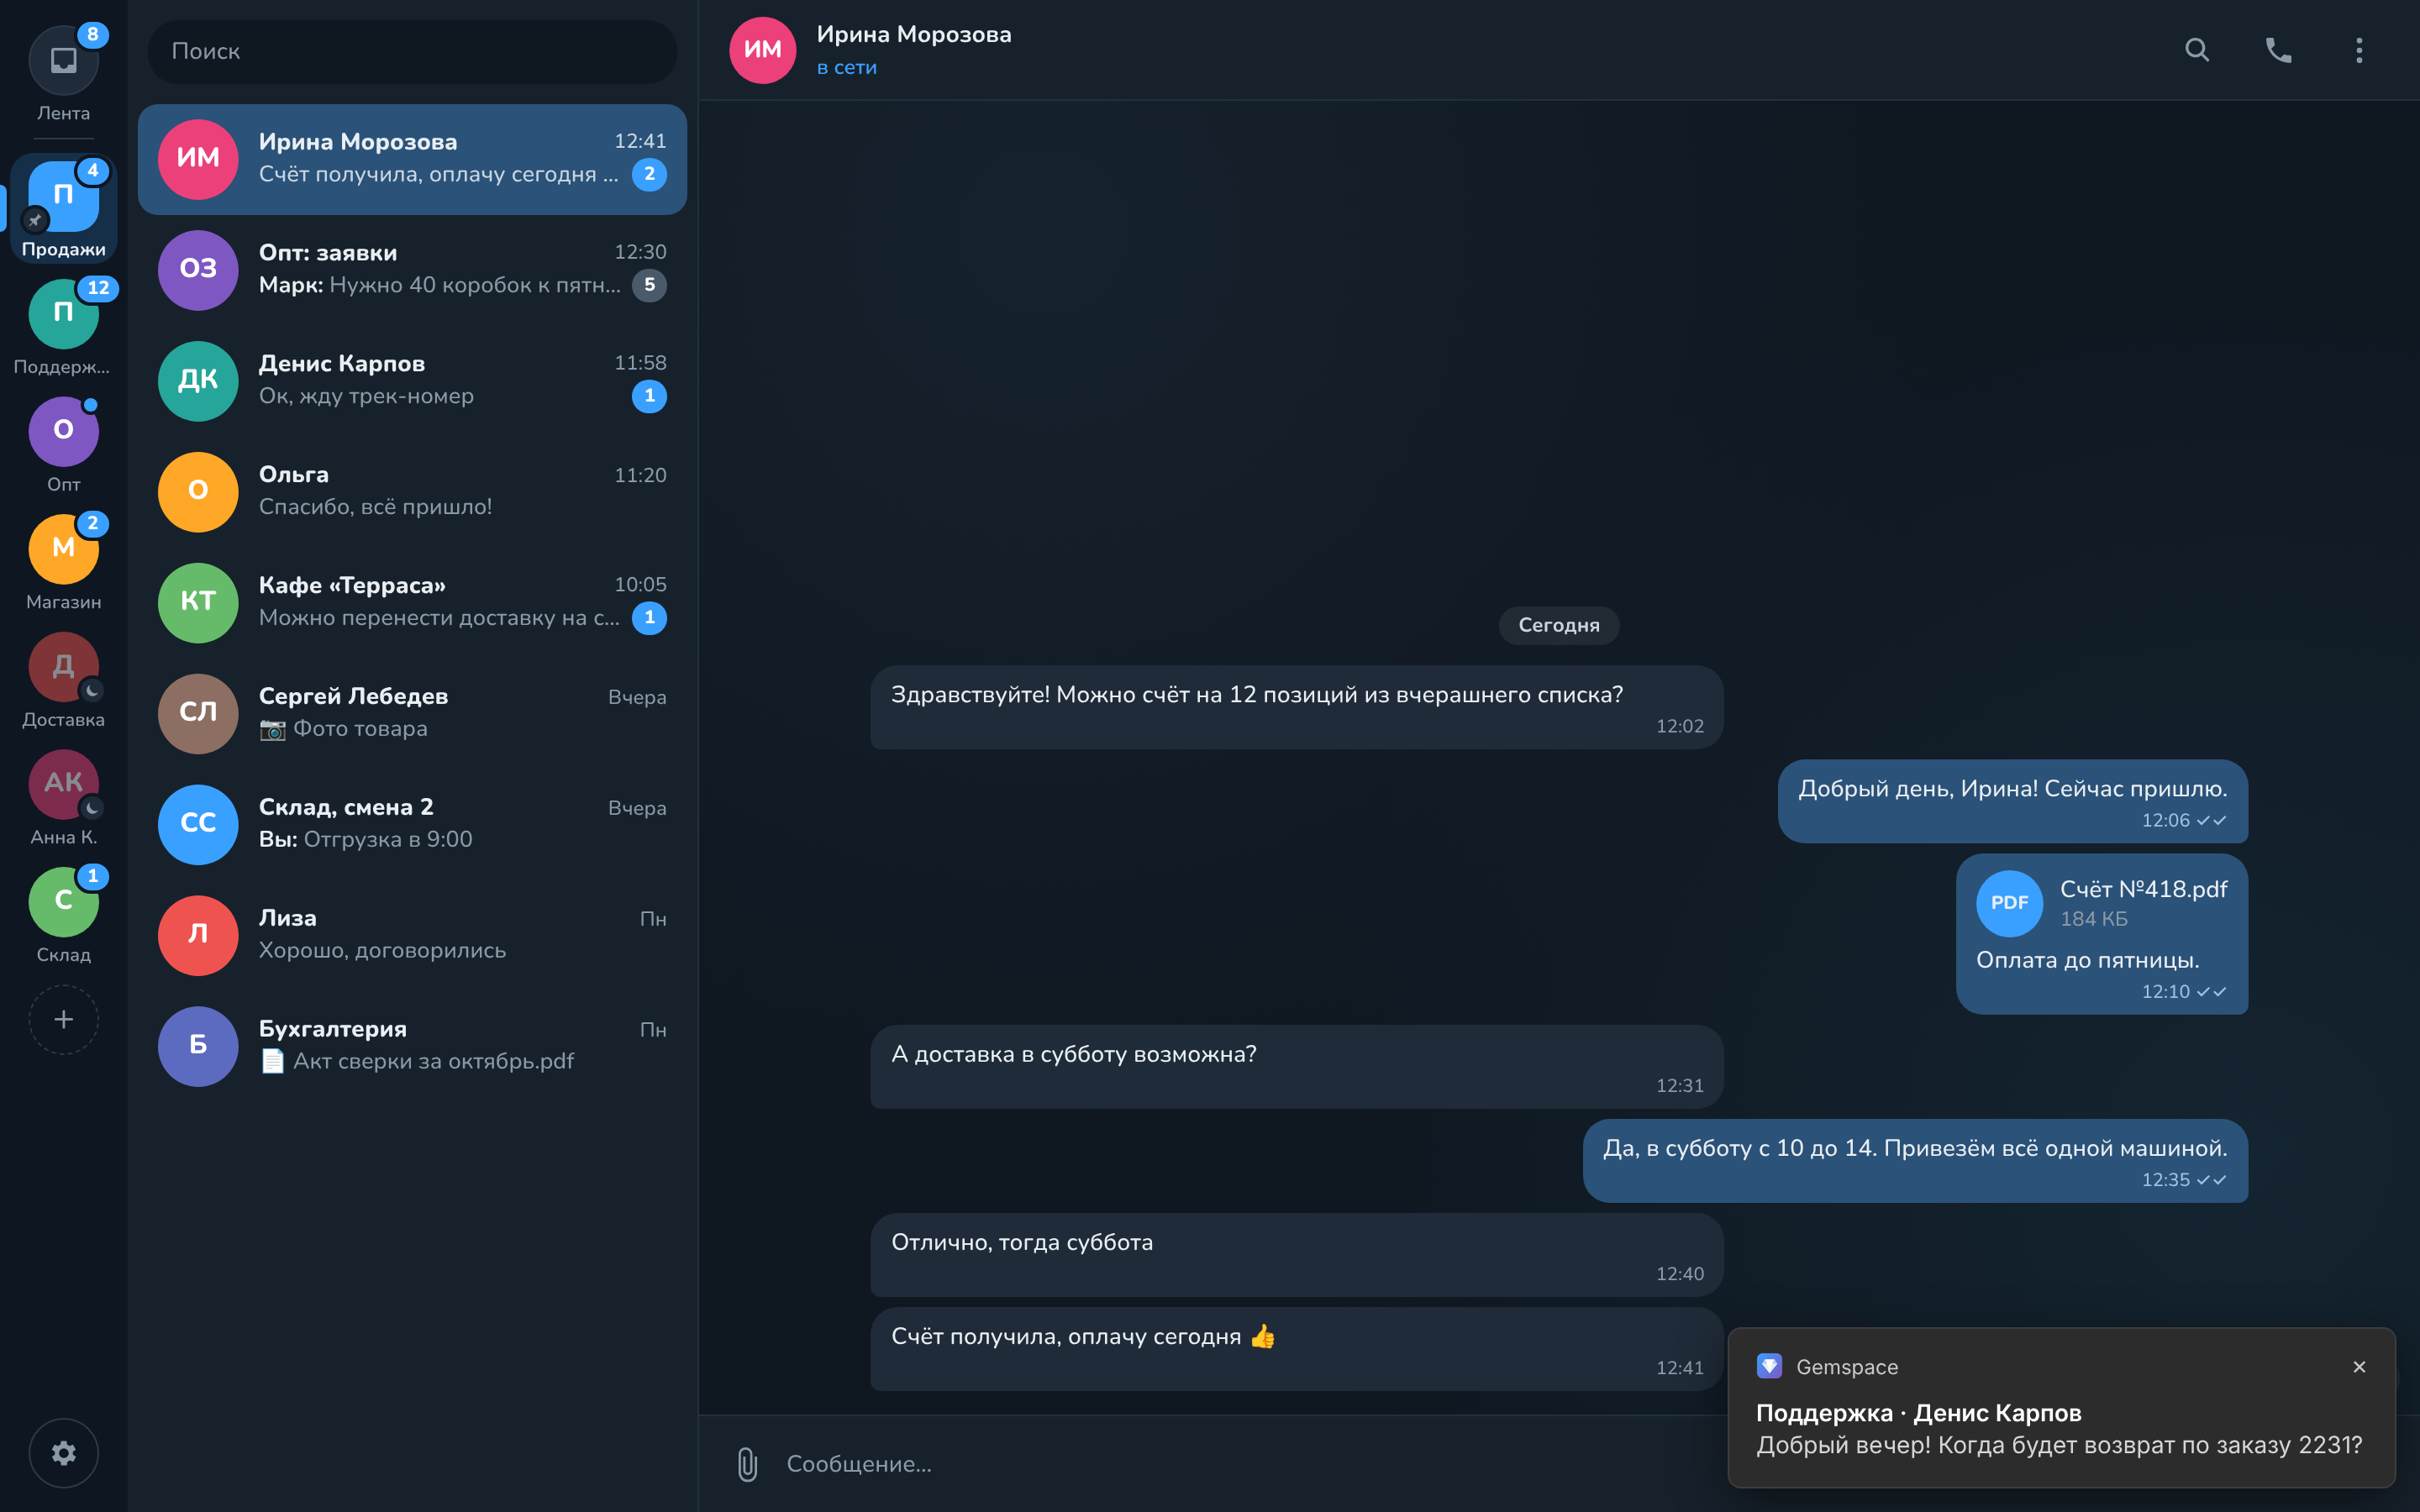 8
Лента
П
4
Продажи
П
12
Поддерж...
О
Опт
М
2
Магазин
Д
Доставка
АК
Анна К.
С
1
Склад
+
Поиск
ИМ
Ирина Морозова
12:41
Счёт получила, оплачу сегодня ...
2
ОЗ
Опт: заявки
12:30
Марк: Нужно 40 коробок к пятн...
5
ДК
Денис Карпов
11:58
Ок, жду трек-номер
1
О
Ольга
11:20
Спасибо, всё пришло!
КТ
Кафе «Терраса»
10:05
Можно перенести доставку на с...
1
СЛ
Сергей Лебедев
Вчера
📷 Фото товара
СС
Склад, смена 2
Вчера
Вы: Отгрузка в 9:00
Л
Лиза
Пн
Хорошо, договорились
Б
Бухгалтерия
Пн
📄 Акт сверки за октябрь.pdf
ИМ
Ирина Морозова
в сети
Сегодня
Здравствуйте! Можно счёт на 12 позиций из вчерашнего списка?
12:02
Добрый день, Ирина! Сейчас пришлю.
12:06 ✓✓
PDF
Счёт №418.pdf
184 КБ
Оплата до пятницы.
12:10 ✓✓
А доставка в субботу возможна?
12:31
Да, в субботу с 10 до 14. Привезём всё одной машиной.
12:35 ✓✓
Отлично, тогда суббота
12:40
Счёт получила, оплачу сегодня 👍
12:41
Сообщение...
Gemspace
Поддержка · Денис Карпов
Добрый вечер! Когда будет возврат по заказу 2231?